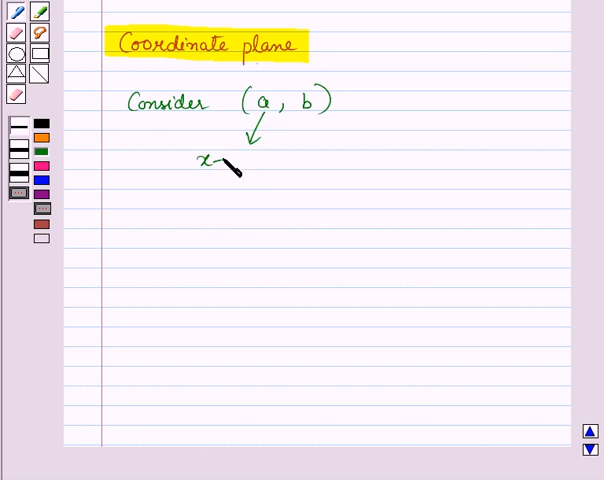 Coordinate plane
Consider (a, b)
x-